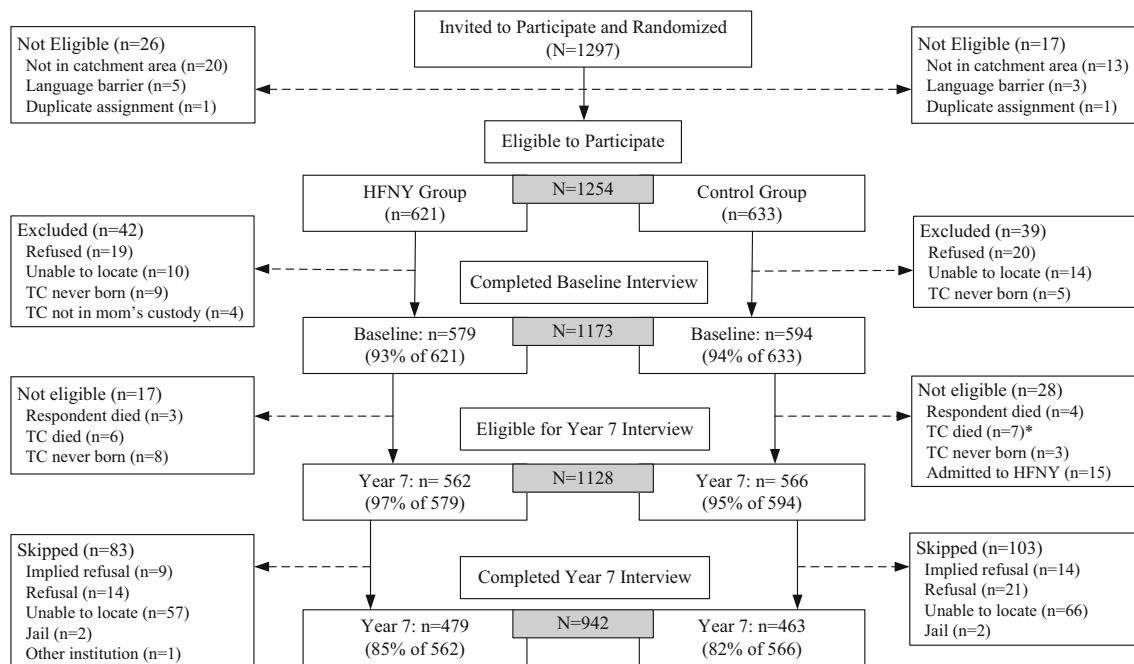 Invited to Participate and Randomized
(N=1297)
Not Eligible (n=26)
Not in catchment area (n=20)
Language barrier (n=5)
Duplicate assignment (n=1)
Not Eligible (n=17)
Not in catchment area (n=13)
Language barrier (n=3)
Duplicate assignment (n=1)
Eligible to Participate
HFNY Group
(n=621)
N=1254
Control Group
(n=633)
Excluded (n=42)
Refused (n=19)
Unable to locate (n=10)
TC never born (n=9)
TC not in mom's custody (n=4)
Excluded (n=39)
Refused (n=20)
Unable to locate (n=14)
TC never born (n=5)
Completed Baseline Interview
Baseline: n=579
(93% of 621)
N=1173
Baseline: n=594
(94% of 633)
Not eligible (n=17)
Respondent died (n=3)
TC died (n=6)
TC never born (n=8)
Not eligible (n=28)
Respondent died (n=4)
TC died (n=7)*
TC never born (n=3)
Admitted to HFNY (n=15)
Eligible for Year 7 Interview
Year 7: n= 562
(97% of 579)
N=1128
Year 7: n=566
(95% of 594)
Skipped (n=83)
Implied refusal (n=9)
Refusal (n=14)
Unable to locate (n=57)
Jail (n=2)
Other institution (n=1)
Skipped (n=103)
Implied refusal (n=14)
Refusal (n=21)
Unable to locate (n=66)
Jail (n=2)
Completed Year 7 Interview
Year 7: n=479
(85% of 562)
N=942
Year 7: n=463
(82% of 566)